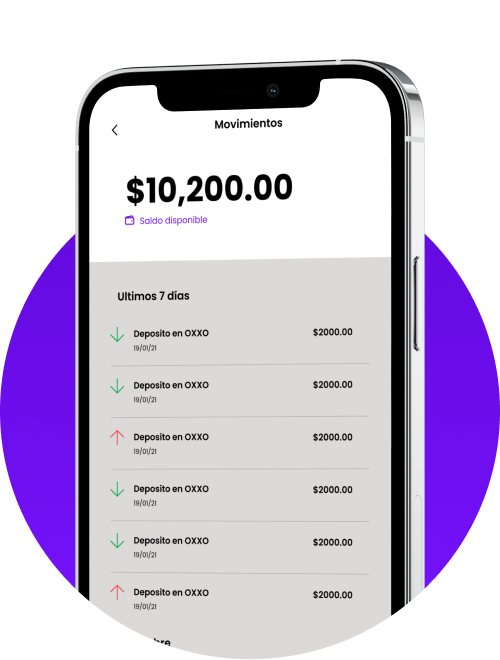 Movimientos
$10,200.00
Saldo disponible
Ultimos 7 días
Deposito en OXXO $2000.00
19/01/21
Deposito en OXXO $2000.00
19/01/21
Deposito en OXXO $2000.00
19/01/21
Deposito en OXXO $2000.00
19/01/21
Deposito en OXXO $2000.00
19/01/21
Deposito en OXXO $2000.00
19/01/21